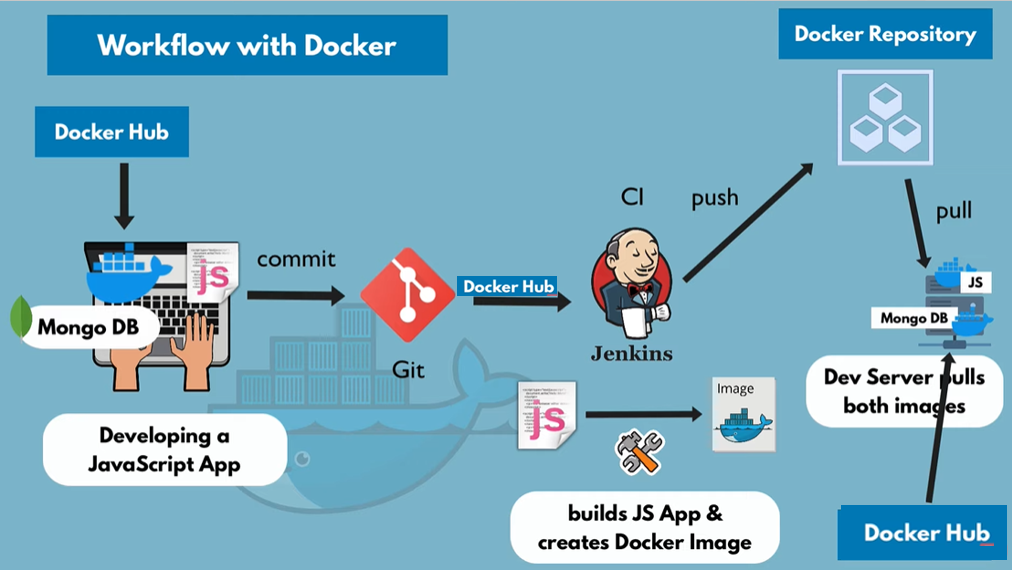 Workflow with Docker
Docker Repository
Docker Hub
CI
push
pull
commit
js
JS
Docker Hub
Mongo DB
Mongo DB
Jenkins
Git
Dev Server pulls
both images
js
Image
Developing a
JavaScript App
builds JS App &
creates Docker Image
Docker Hub